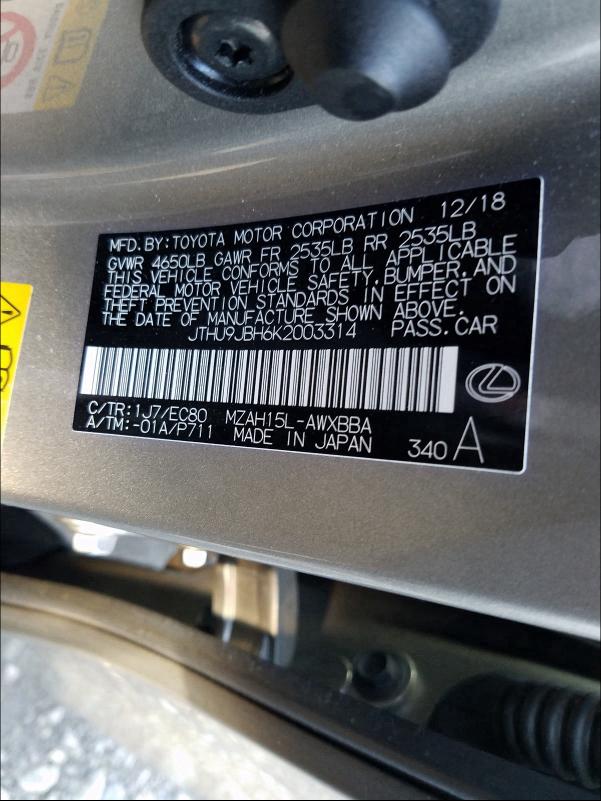 MFD. BY: TOYOTA MOTOR CORPORATION 12/18
GVWR 4650LB GAWR FR 2535LB RR 2535LB
THIS VEHICLE CONFORMS TO ALL APPLICABLE
FEDERAL MOTOR VEHICLE SAFETY, BUMPER, AND
THEFT PREVENTION STANDARDS IN EFFECT ON
THE DATE OF MANUFACTURE SHOWN ABOVE.
JTHU9JBH6K2003314 PASS. CAR
C/TR: 1J7/EC80 MZAH15L-AWXBBA
A/TM: -01A/P711 MADE IN JAPAN 340 A